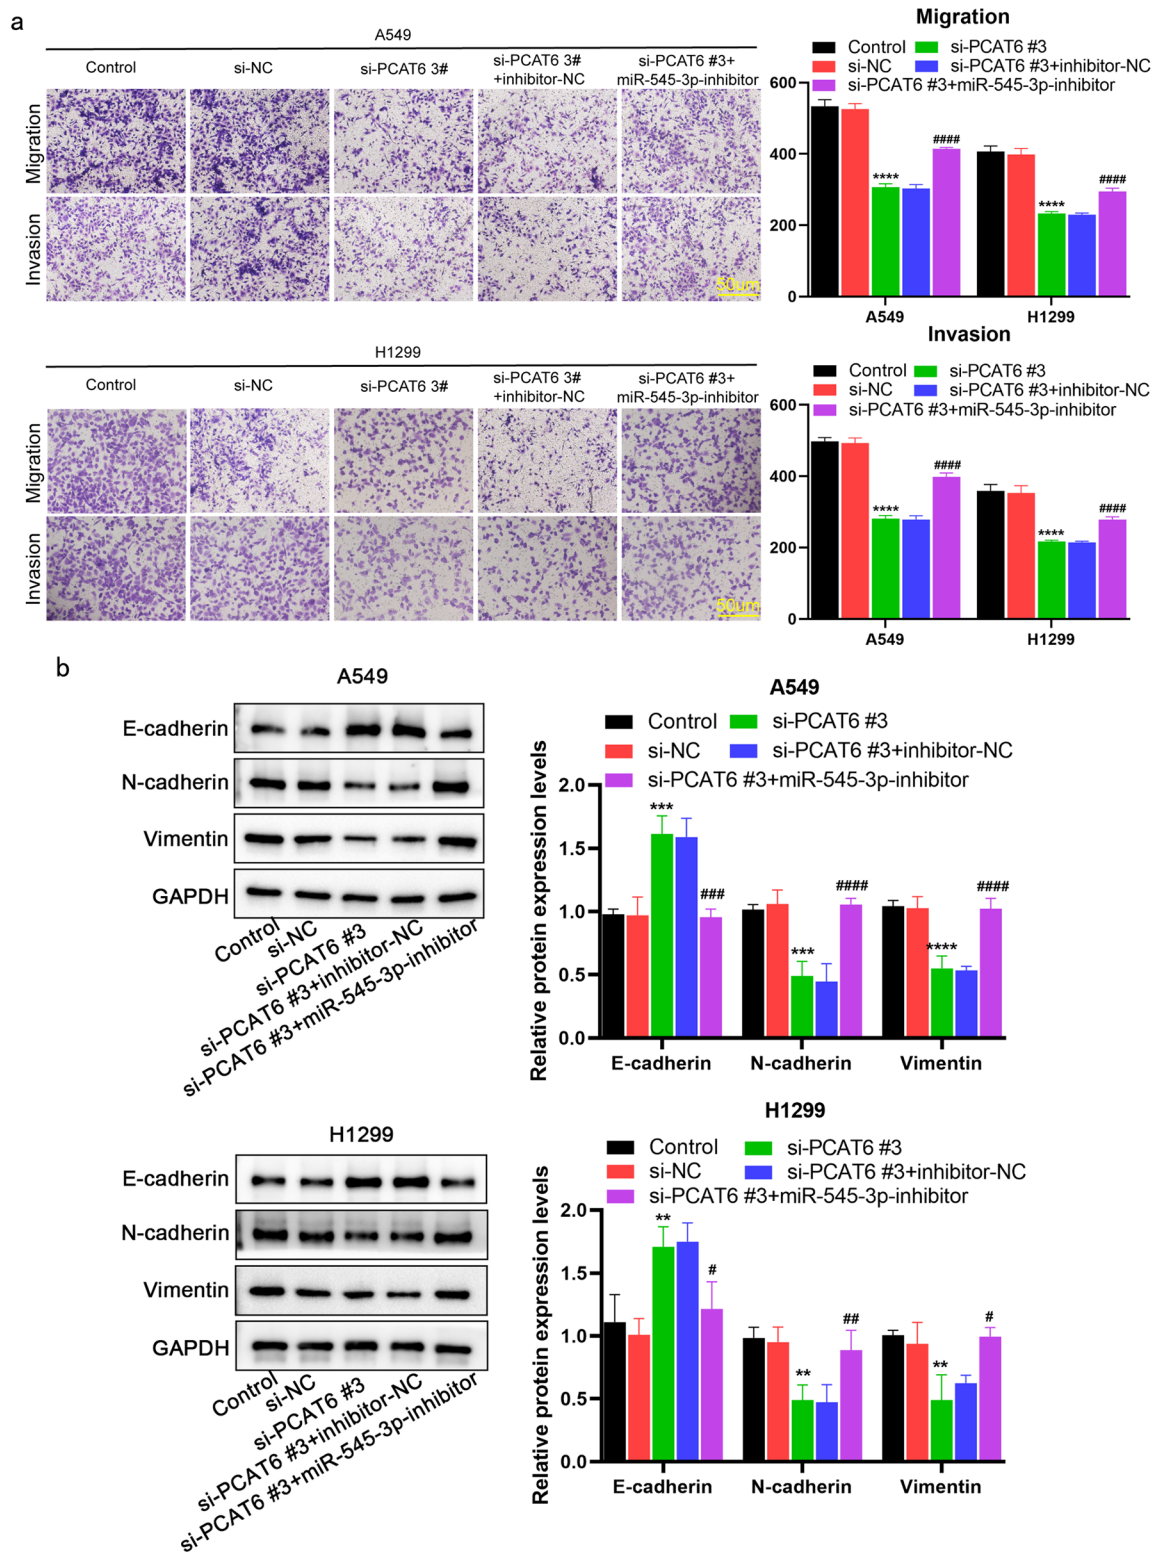 a
A549
Control si-NC si-PCAT6 3# si-PCAT6 3# +inhibitor-NC si-PCAT6 #3+ miR-545-3p-inhibitor
Migration
Invasion
50um
Migration
Control si-PCAT6 #3
si-NC si-PCAT6 #3+inhibitor-NC
si-PCAT6 #3+miR-545-3p-inhibitor
600
400
200
0
**** #### **** ####
A549 H1299
H1299
Control si-NC si-PCAT6 3# si-PCAT6 3# +inhibitor-NC si-PCAT6 #3+ miR-545-3p-inhibitor
Migration
Invasion
50um
Invasion
Control si-PCAT6 #3
si-NC si-PCAT6 #3+inhibitor-NC
si-PCAT6 #3+miR-545-3p-inhibitor
600
400
200
0
**** #### **** ####
A549 H1299
b
A549
E-cadherin
N-cadherin
Vimentin
GAPDH
Control
si-NC
si-PCAT6 #3
si-PCAT6 #3+inhibitor-NC
si-PCAT6 #3+miR-545-3p-inhibitor
A549
Control si-PCAT6 #3
si-NC si-PCAT6 #3+inhibitor-NC
si-PCAT6 #3+miR-545-3p-inhibitor
Relative protein expression levels
2.0
1.5
1.0
0.5
0.0
*** ### *** #### **** ####
E-cadherin N-cadherin Vimentin
H1299
E-cadherin
N-cadherin
Vimentin
GAPDH
Control
si-NC
si-PCAT6 #3
si-PCAT6 #3+inhibitor-NC
si-PCAT6 #3+miR-545-3p-inhibitor
H1299
Control si-PCAT6 #3
si-NC si-PCAT6 #3+inhibitor-NC
si-PCAT6 #3+miR-545-3p-inhibitor
Relative protein expression levels
2.0
1.5
1.0
0.5
0.0
** # ** ## ** #
E-cadherin N-cadherin Vimentin